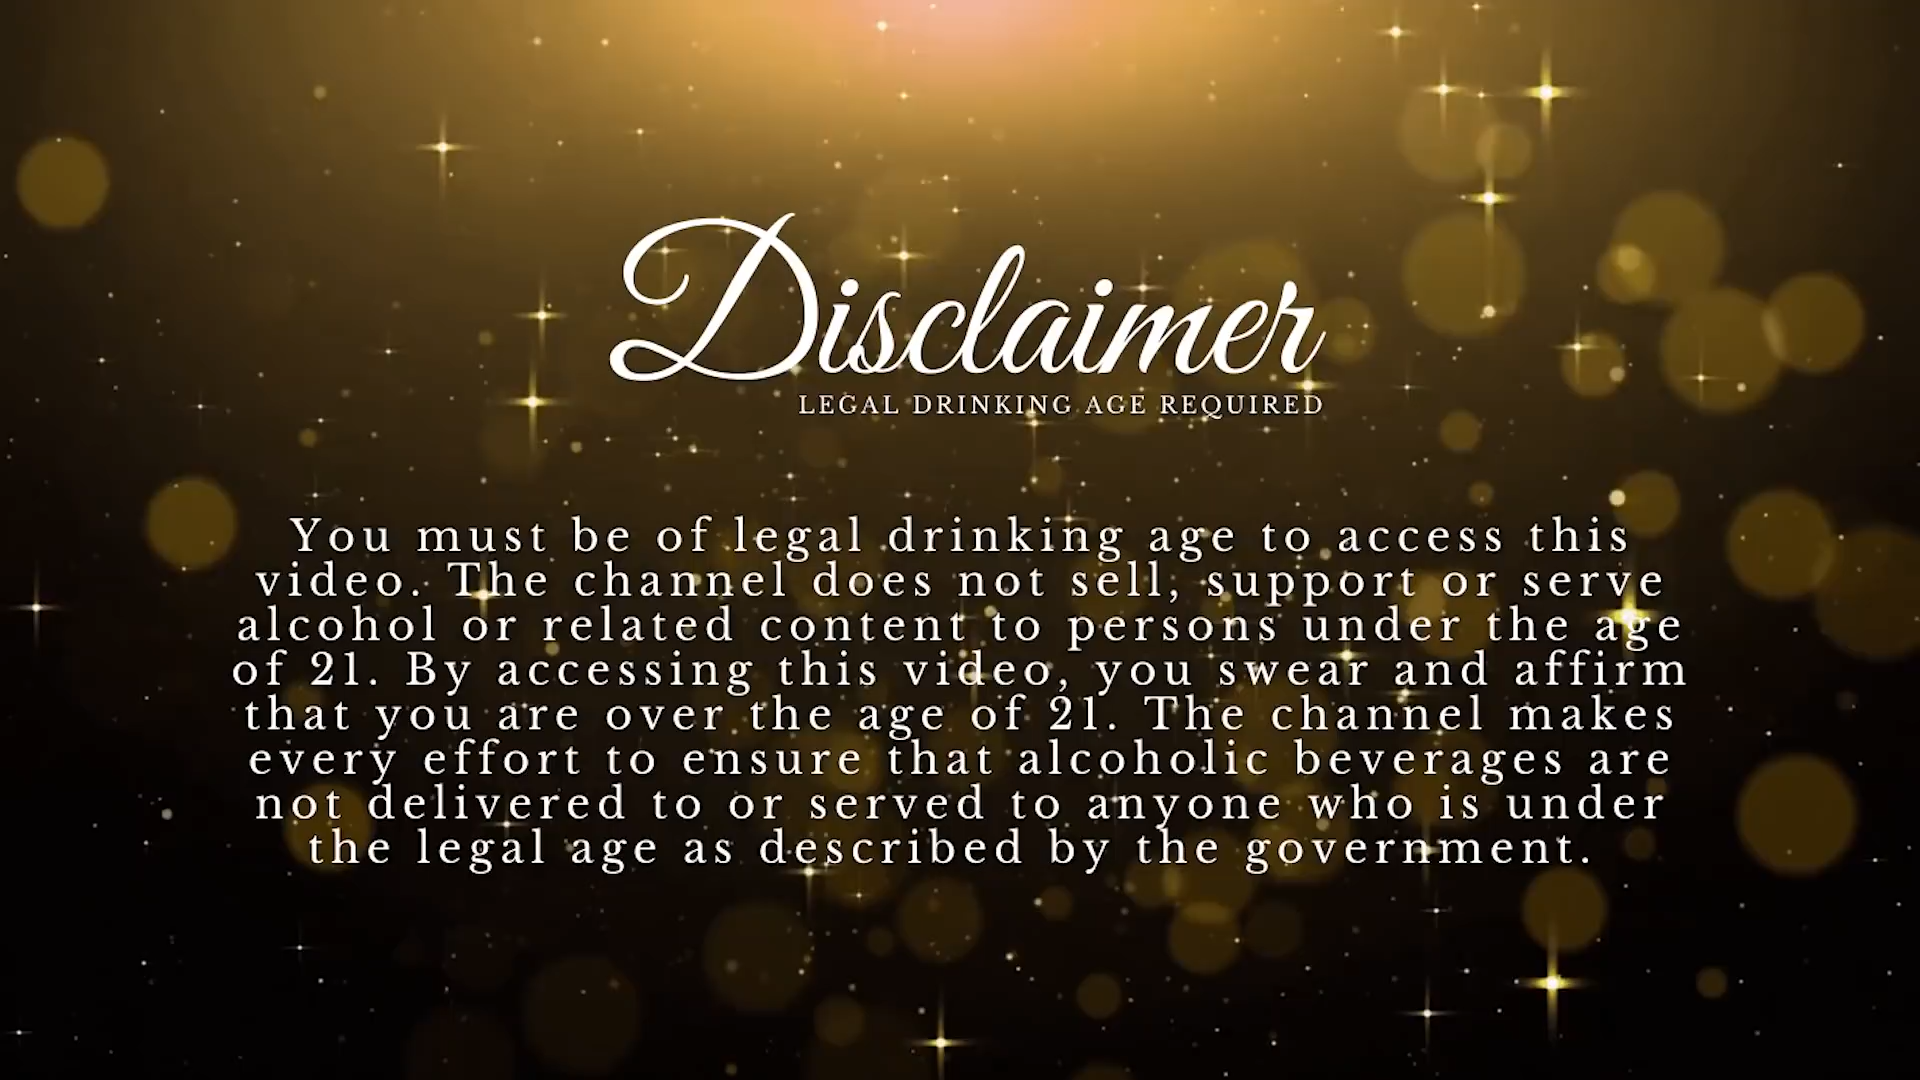 Disclaimer
LEGAL DRINKING AGE REQUIRED
You must be of legal drinking age to access this
video. The channel does not sell, support or serve
alcohol or related content to persons under the age
of 21. By accessing this video, you swear and affirm
that you are over the age of 21. The channel makes
every effort to ensure that alcoholic beverages are
not delivered to or served to anyone who is under
the legal age as described by the government.